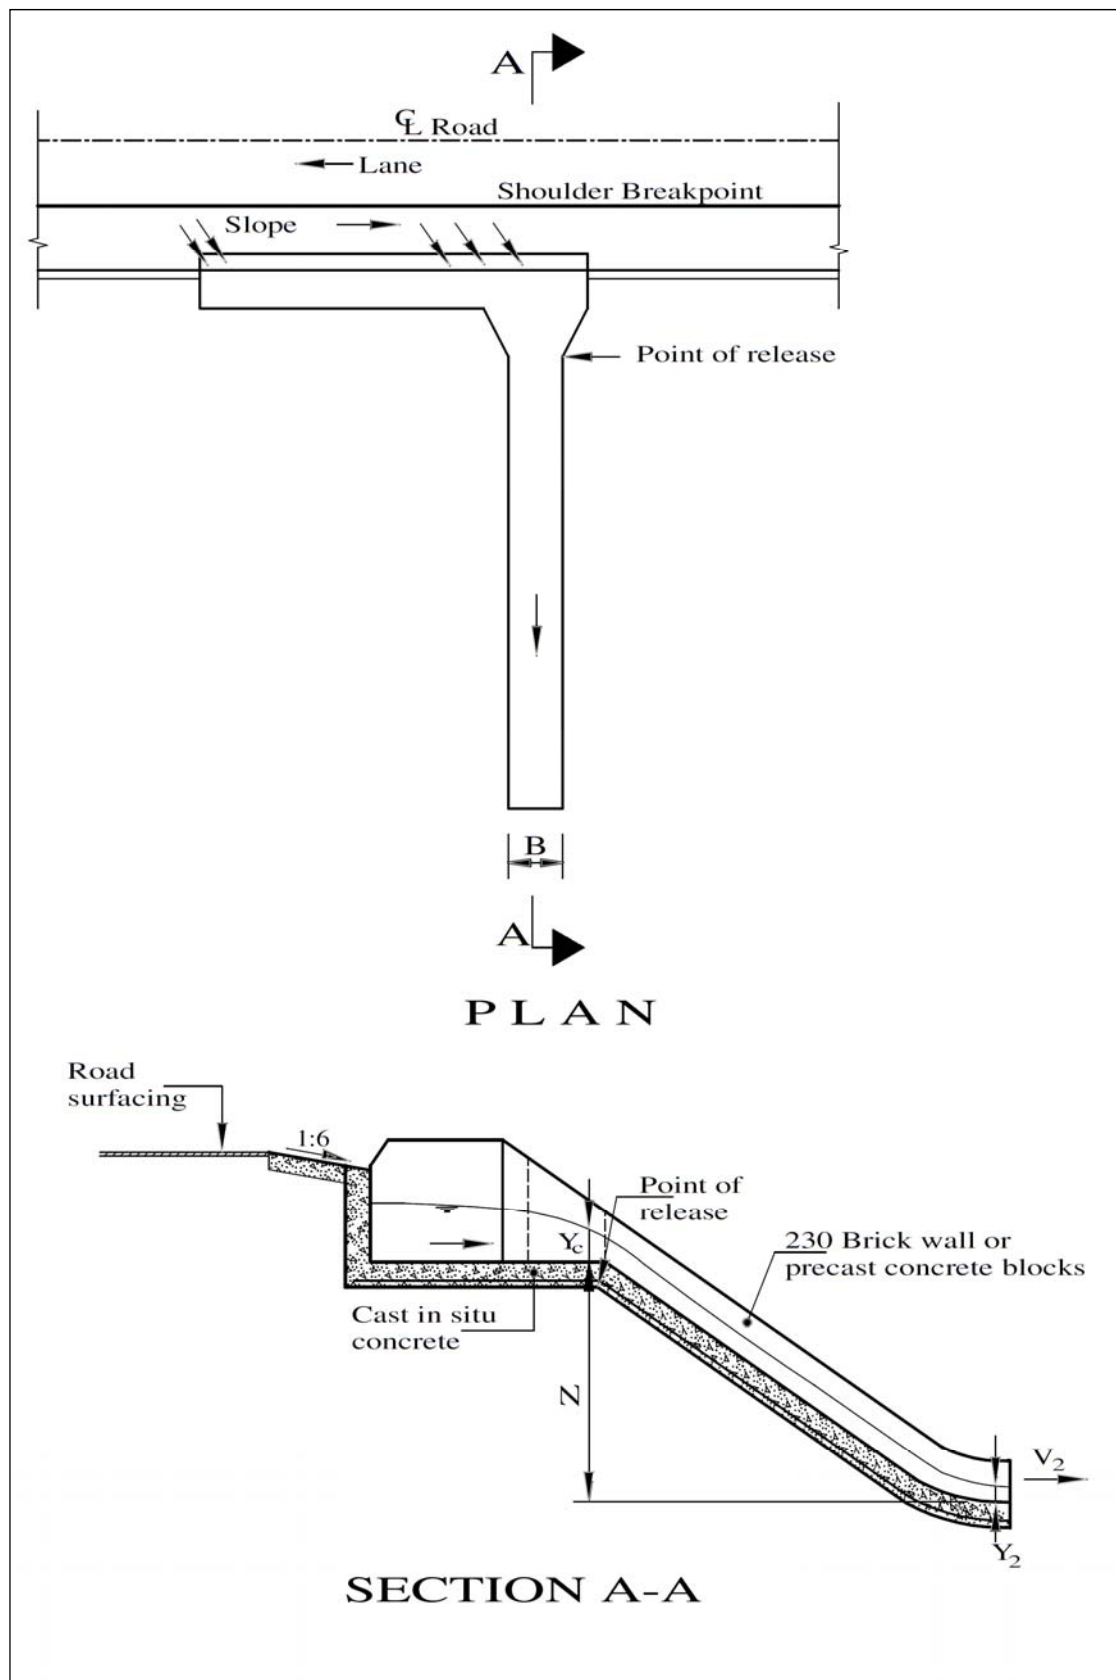 A
℄ Road
Lane
Shoulder Breakpoint
Slope
Point of release
B
A
PLAN
Road
surfacing
1:6
Point of
release
Yc
230 Brick wall or
precast concrete blocks
Cast in situ
concrete
Z
V2
Y2
SECTION A-A